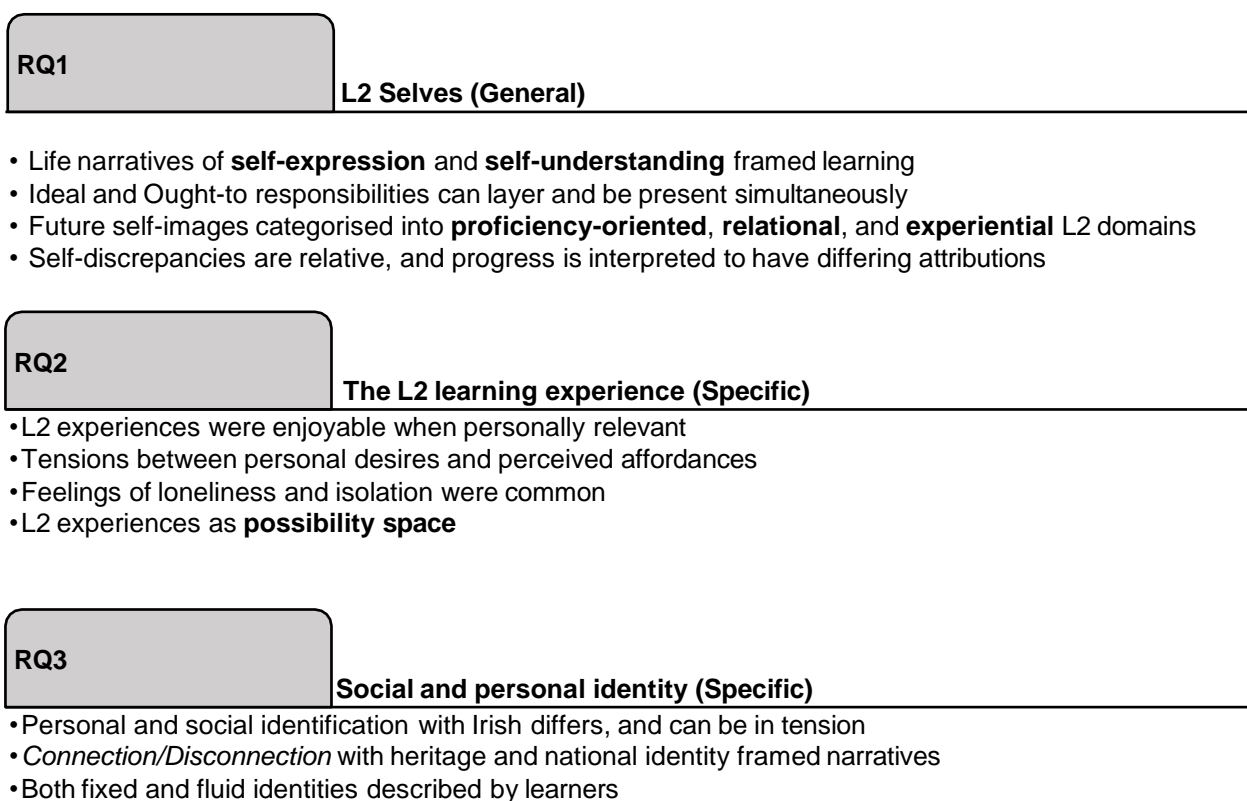 RQ1
L2 Selves (General)
• Life narratives of self-expression and self-understanding framed learning
• Ideal and Ought-to responsibilities can layer and be present simultaneously
• Future self-images categorised into proficiency-oriented, relational, and experiential L2 domains
• Self-discrepancies are relative, and progress is interpreted to have differing attributions
RQ2
The L2 learning experience (Specific)
•L2 experiences were enjoyable when personally relevant
•Tensions between personal desires and perceived affordances
•Feelings of loneliness and isolation were common
•L2 experiences as possibility space
RQ3
Social and personal identity (Specific)
•Personal and social identification with Irish differs, and can be in tension
•Connection/Disconnection with heritage and national identity framed narratives
•Both fixed and fluid identities described by learners